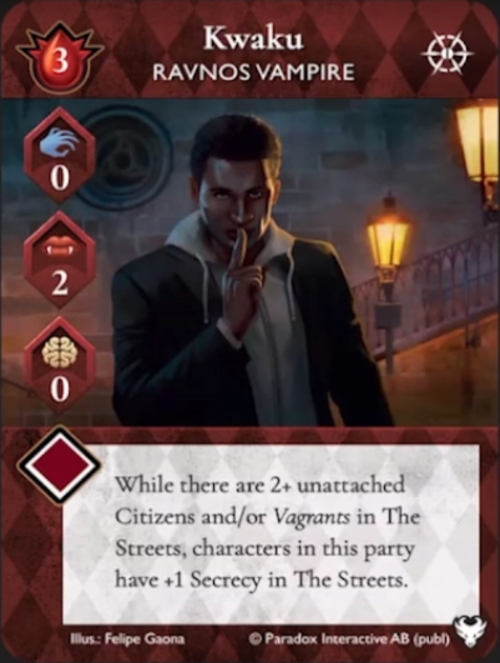 3
Kwaku
RAVNOS VAMPIRE
0
2
0
While there are 2+ unattached
Citizens and/or Vagrants in The
Streets, characters in this party
have +1 Secrecy in The Streets.
Illus.: Felipe Gaona
© Paradox Interactive AB (publ)